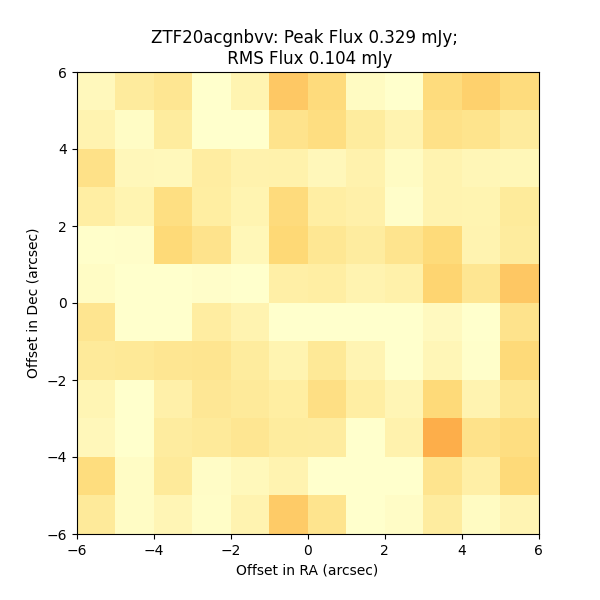 ZTF20acgnbvv: Peak Flux 0.329 mJy;
RMS Flux 0.104 mJy
6
4
2
0
−2
−4
−6
Offset in Dec (arcsec)
−6 −4 −2 0 2 4 6
Offset in RA (arcsec)